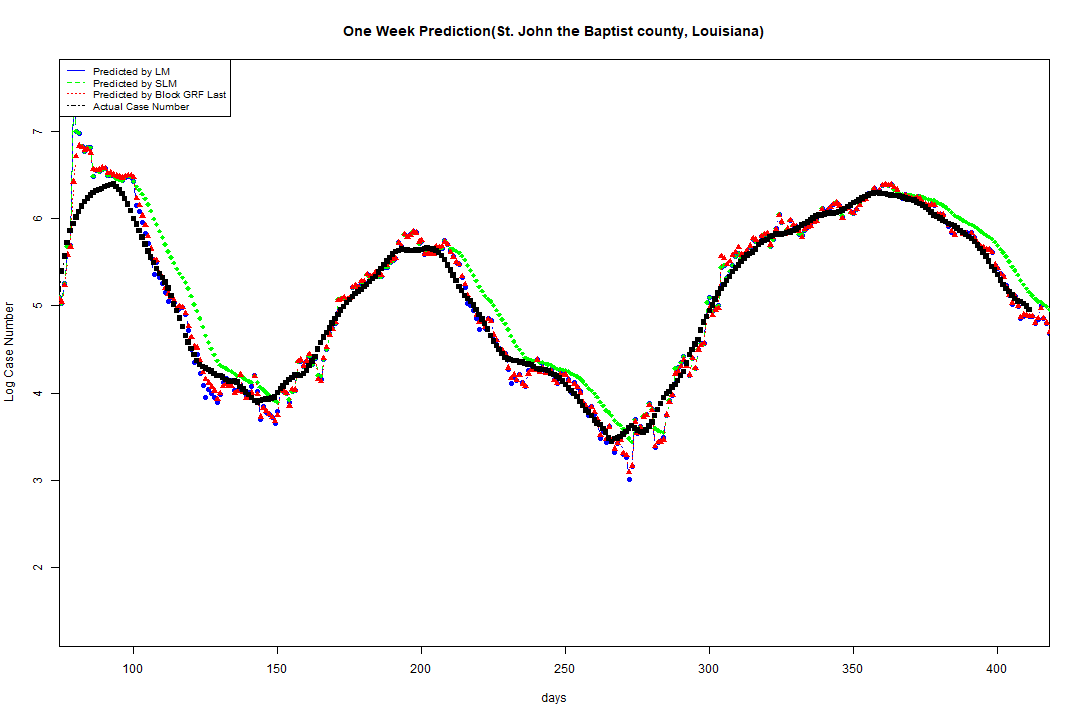 One Week Prediction(St. John the Baptist county, Louisiana)
Predicted by LM
Predicted by SLM
Predicted by Block GRF Last
Actual Case Number
7
6
5
4
3
2
Log Case Number
100 150 200 250 300 350 400
days